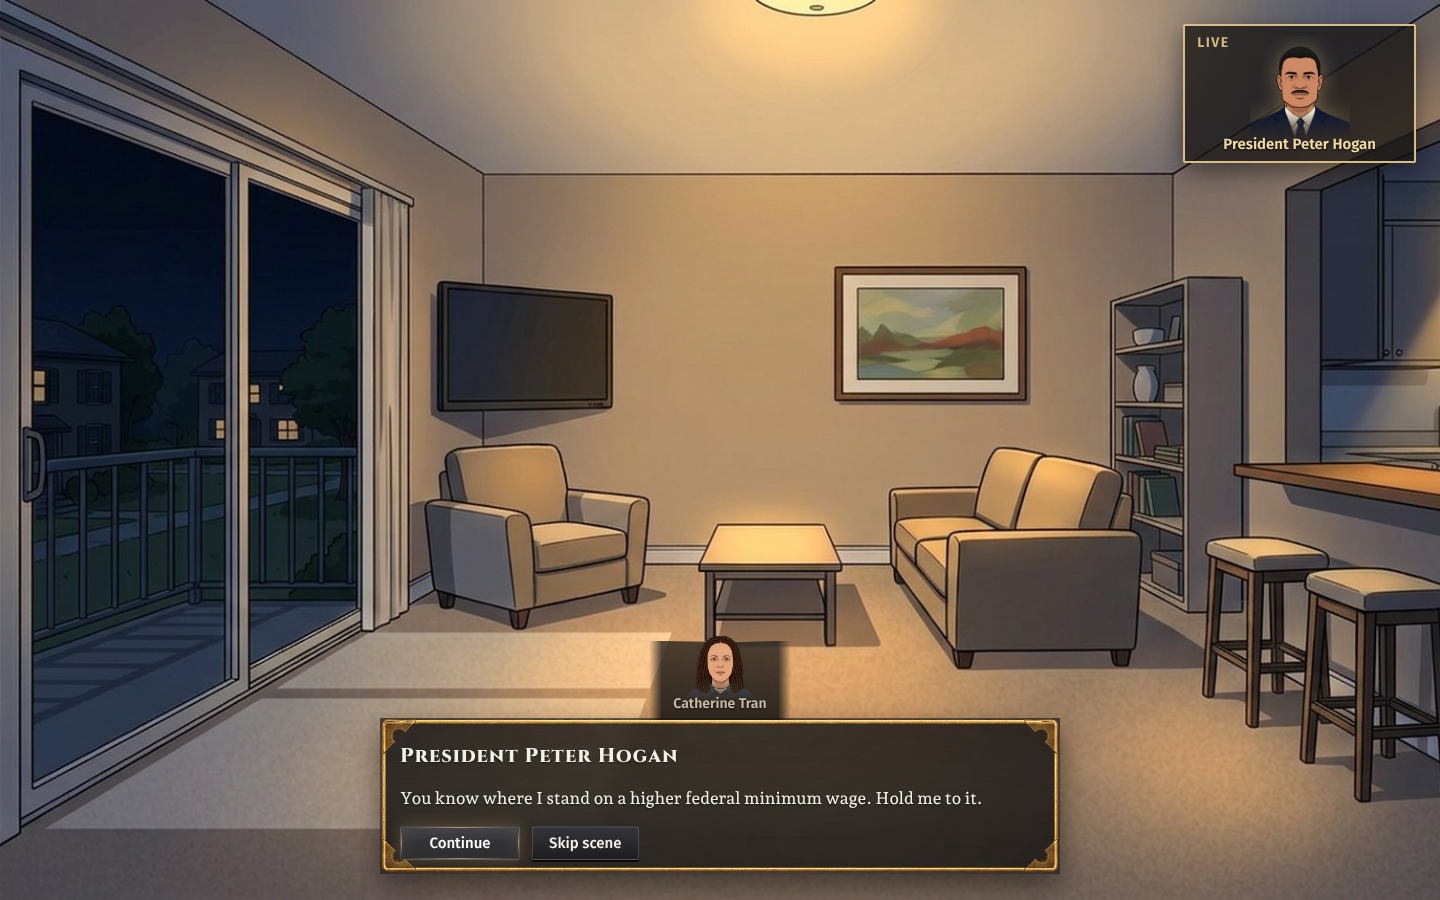 LIVE
President Peter Hogan
Catherine Tran
President Peter Hogan
You know where I stand on a higher federal minimum wage. Hold me to it.
Continue
Skip scene